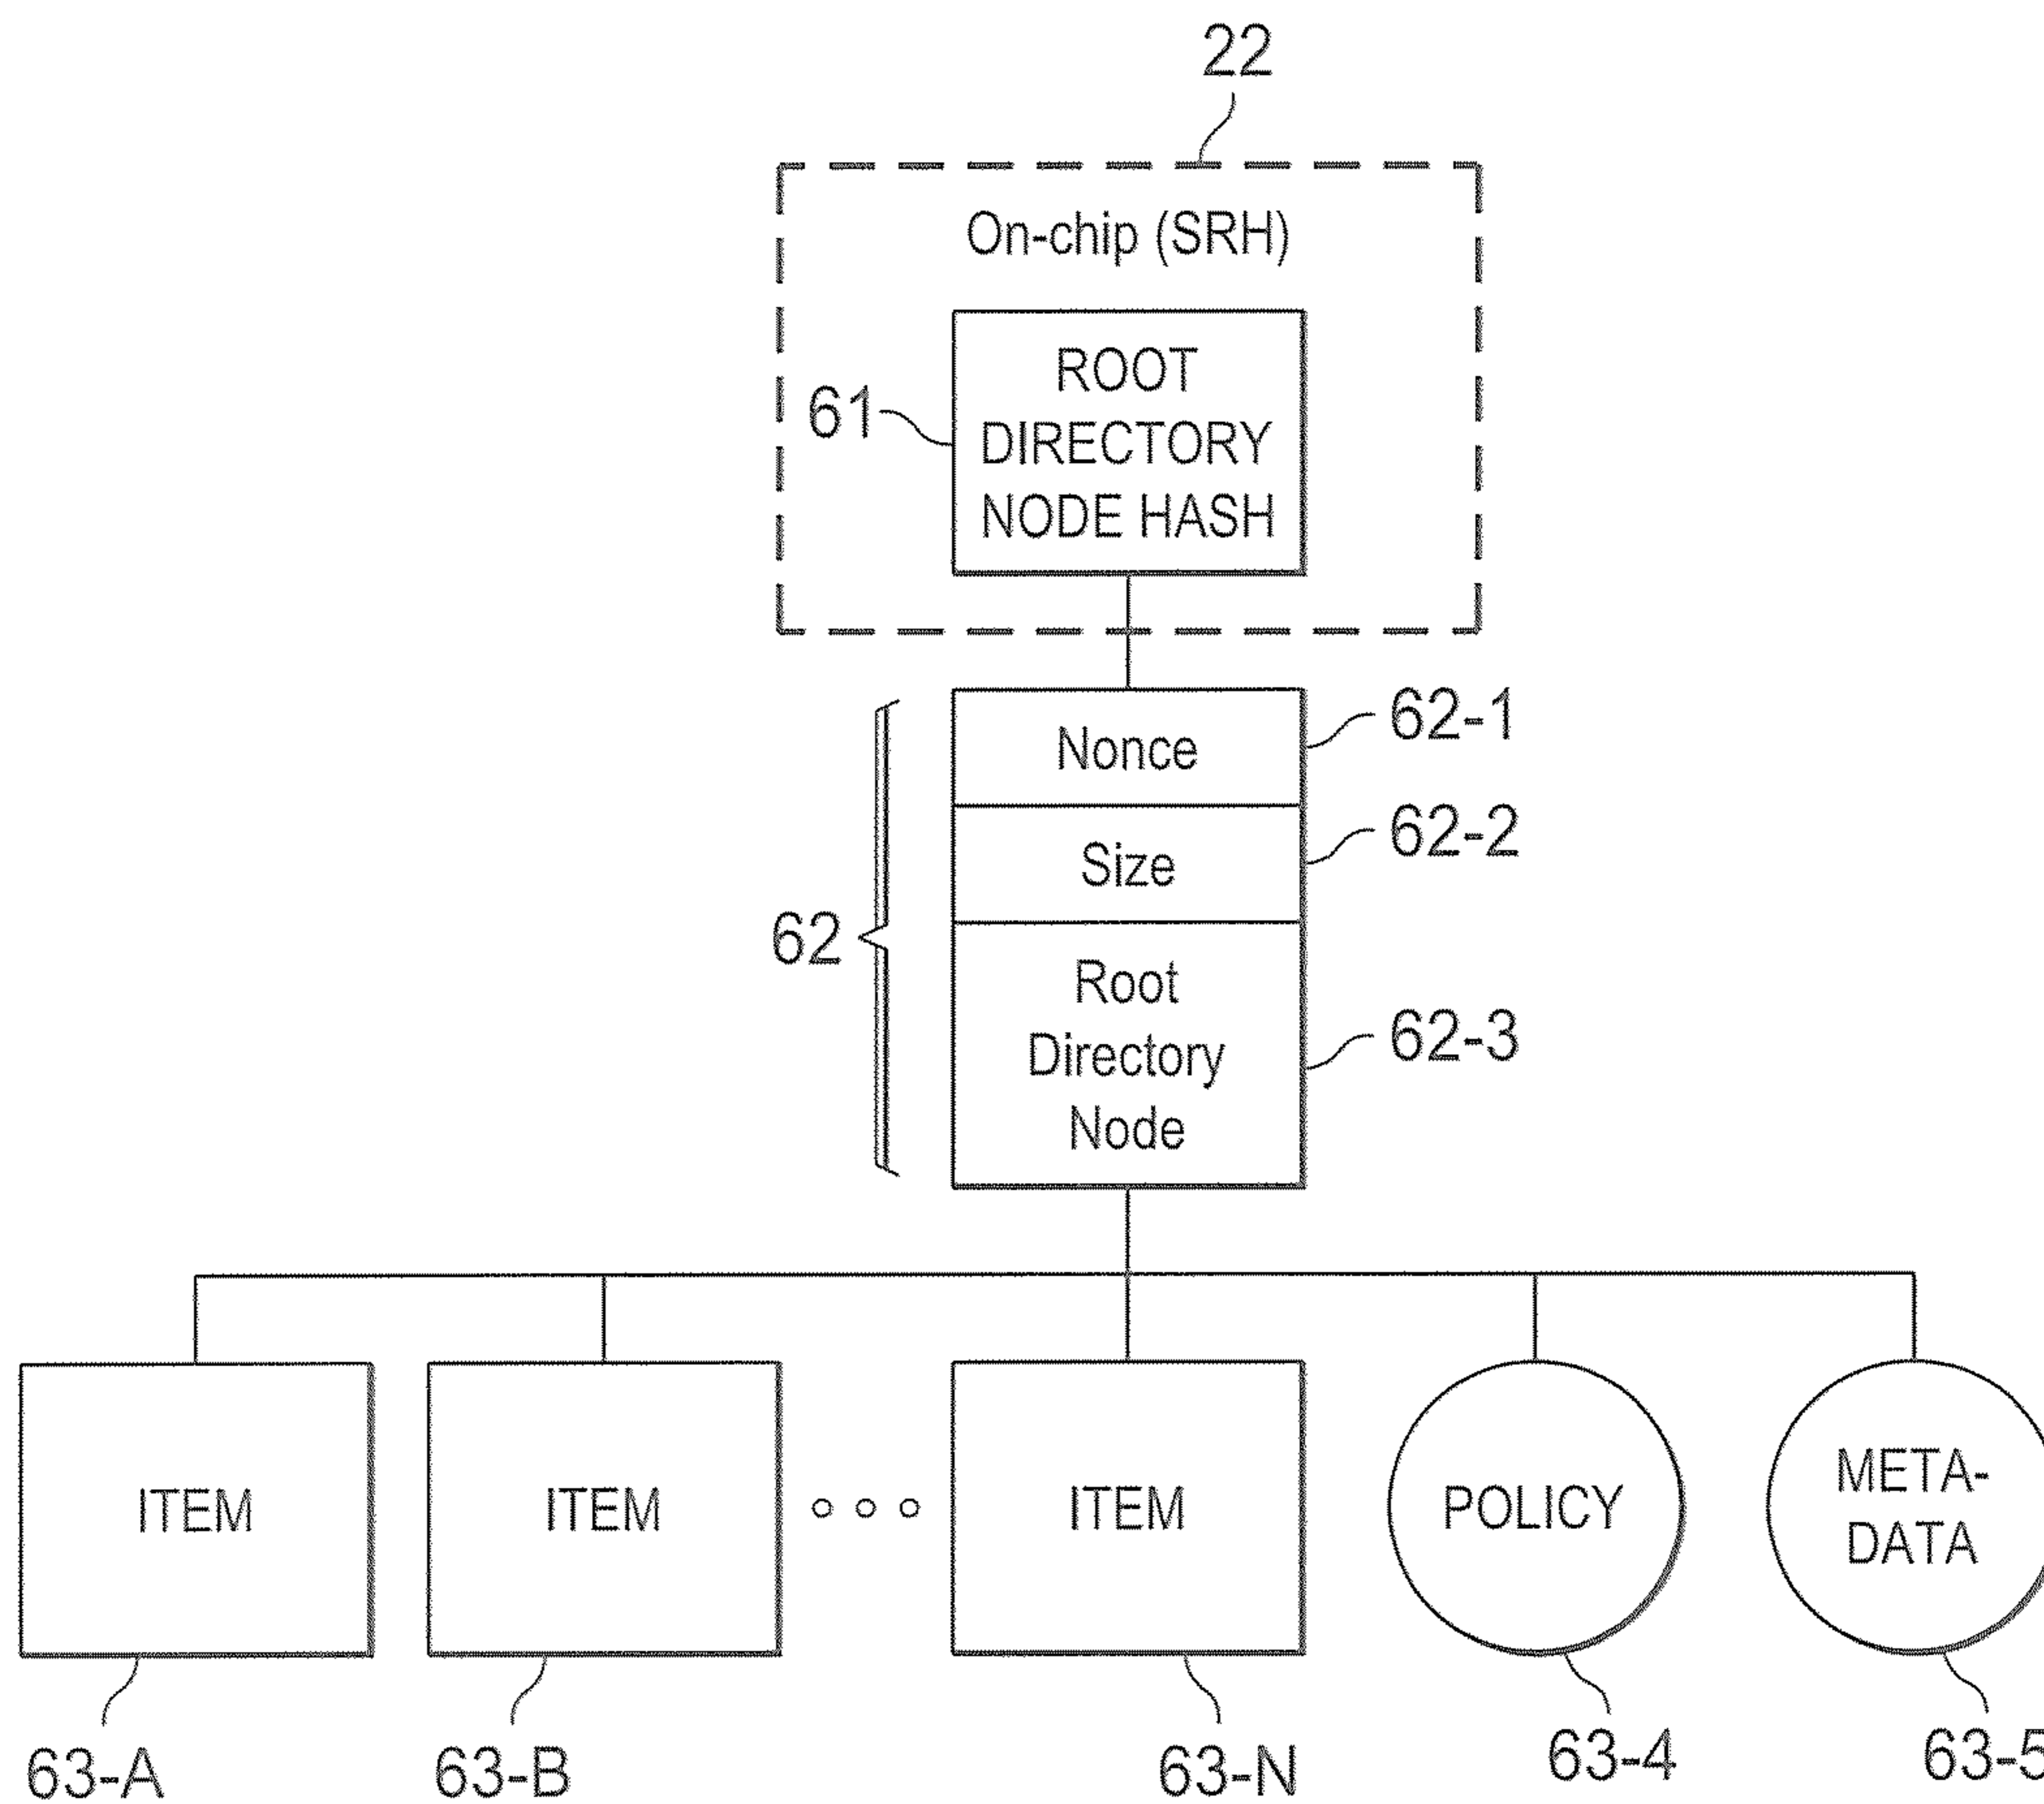 22
On-chip (SRH)
61
ROOT
DIRECTORY
NODE HASH
62
Nonce
62-1
Size
62-2
Root
Directory
Node
62-3
ITEM
ITEM
ITEM
POLICY
META-
DATA
63-A
63-B
63-N
63-4
63-5